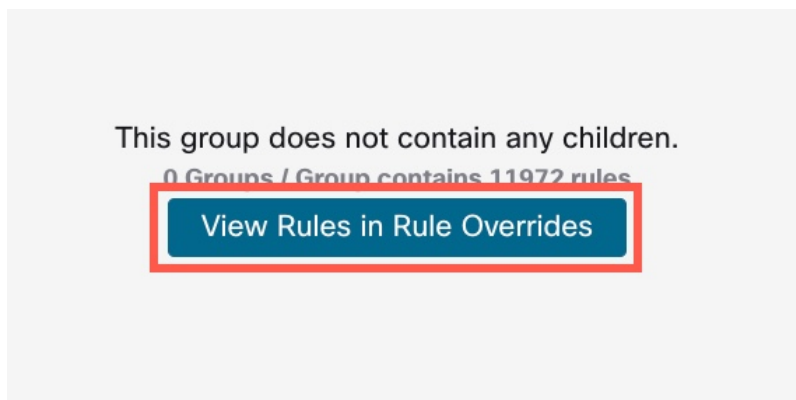 This group does not contain any children.
0 Groups / Group contains 11972 rules
View Rules in Rule Overrides